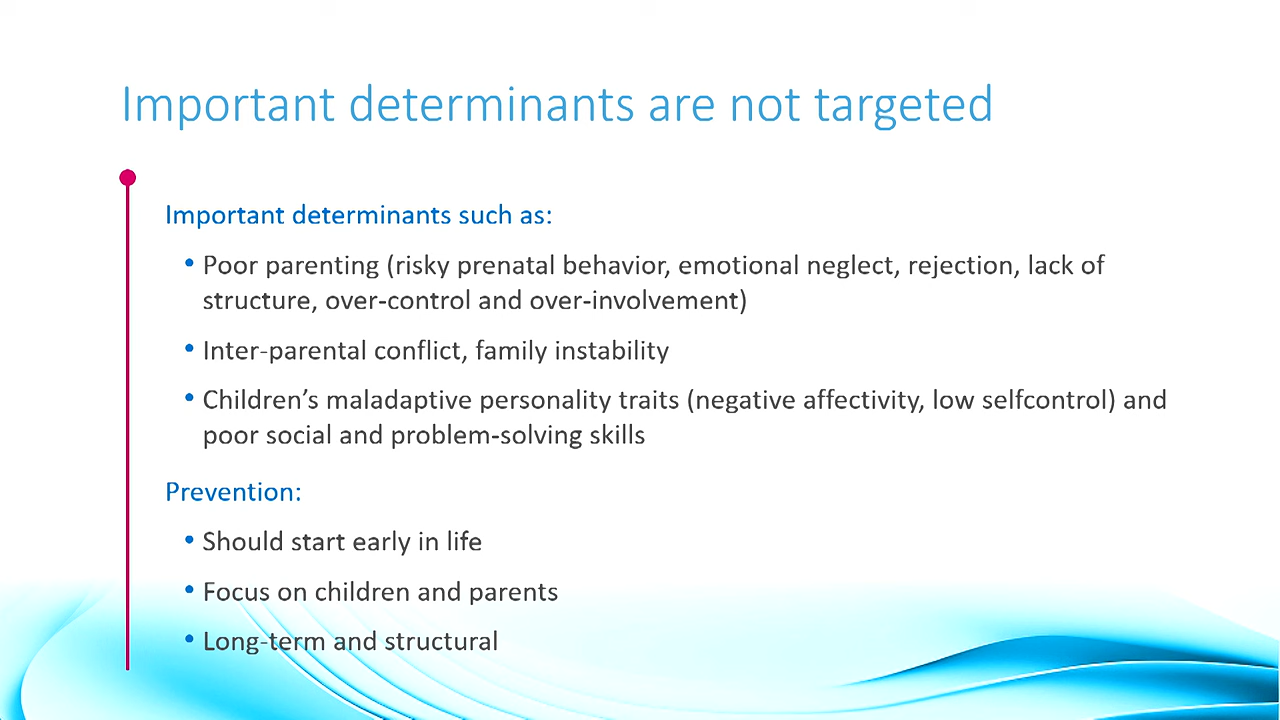 Important determinants are not targeted
Important determinants such as:
• Poor parenting (risky prenatal behavior, emotional neglect, rejection, lack of
structure, over-control and over-involvement)
• Inter-parental conflict, family instability
• Children’s maladaptive personality traits (negative affectivity, low selfcontrol) and
poor social and problem-solving skills
Prevention:
• Should start early in life
• Focus on children and parents
• Long-term and structural